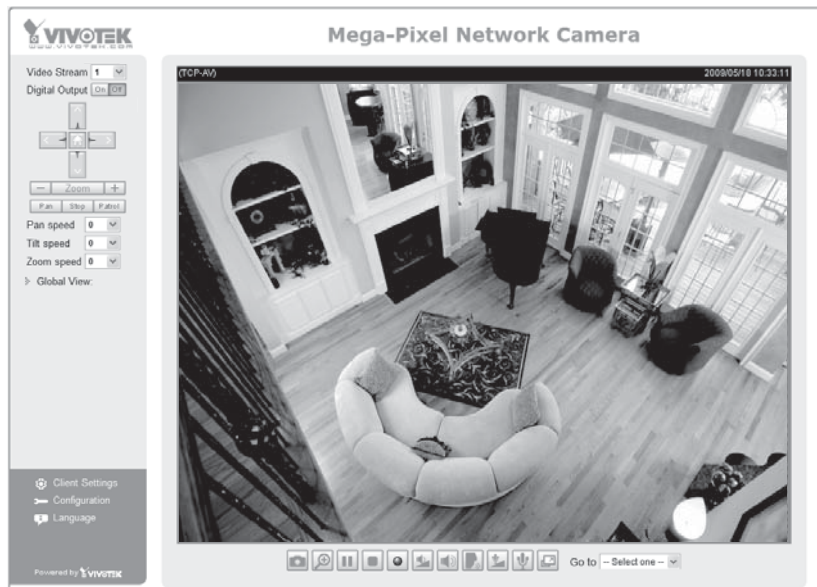 VIVOTEK
WWW.VIVOTEK.COM
Mega-Pixel Network Camera
Video Stream 1
Digital Output On Off
Zoom
Pan Stop Patrol
Pan speed 0
Tilt speed 0
Zoom speed 0
Global View:
Client Settings
Configuration
Language
Powered by VIVOTEK
(TCP-AV) 2009/05/18 10:33:11
Go to -- Select one --